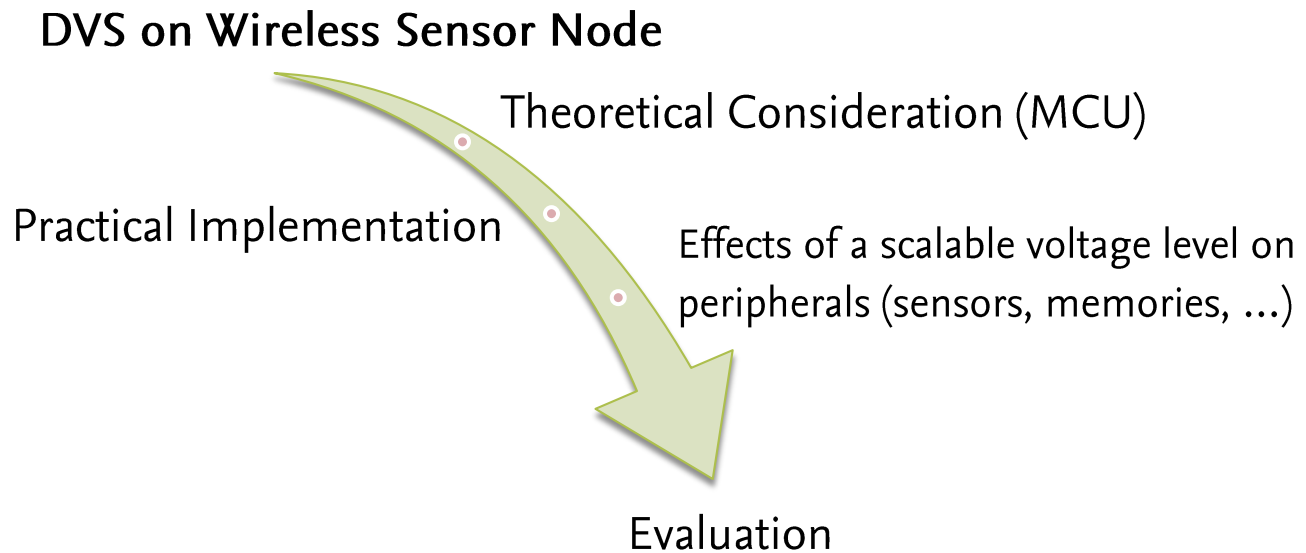 DVS on Wireless Sensor Node
Theoretical Consideration (MCU)
Practical Implementation
Effects of a scalable voltage level on
peripherals (sensors, memories, ...)
Evaluation